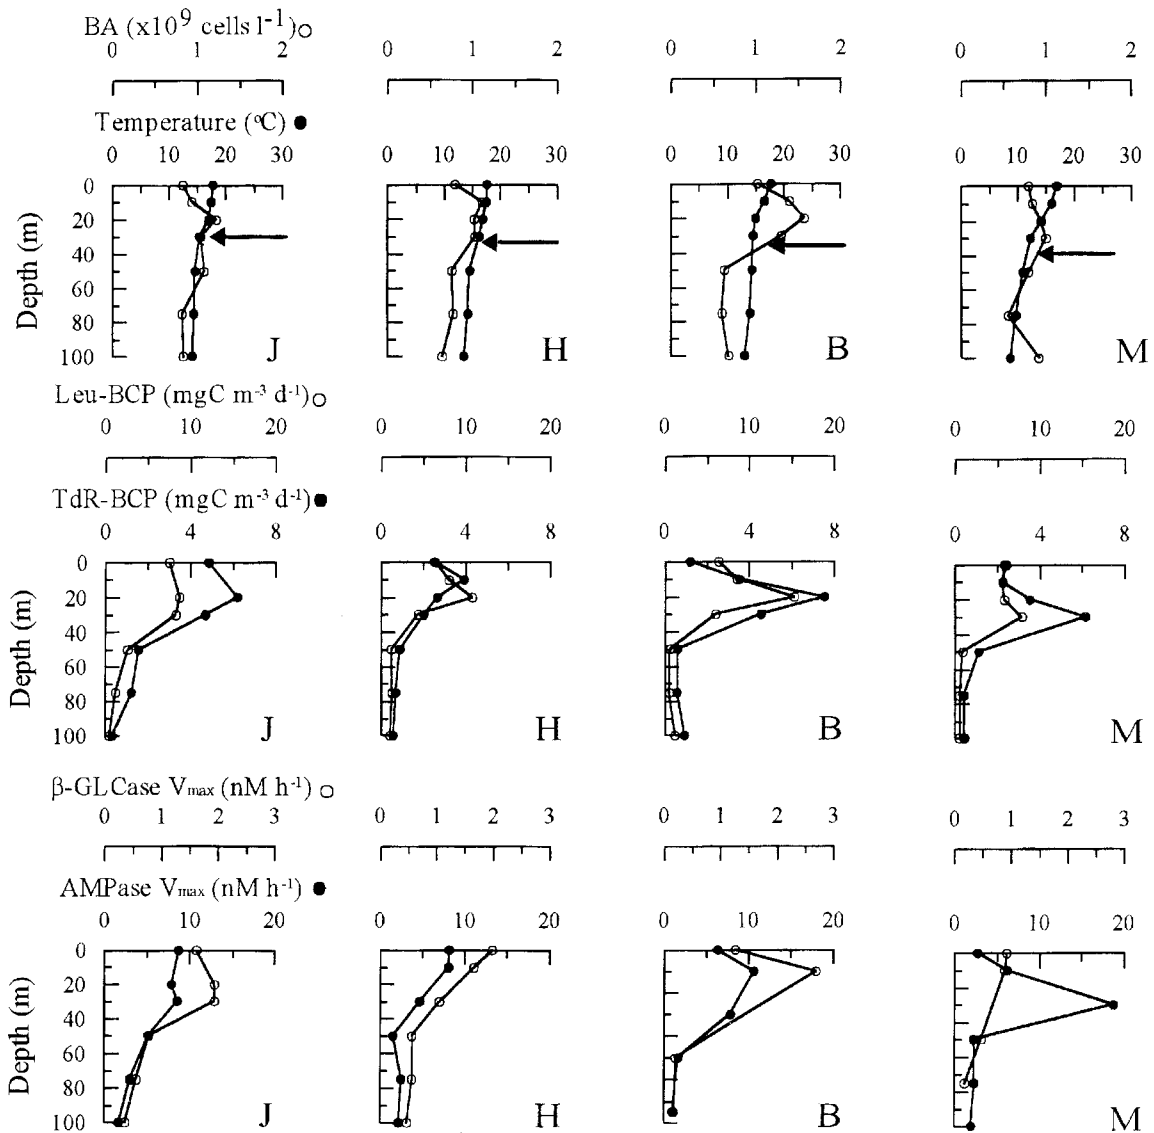 BA (x10⁹ cells l⁻¹)○
0 1 2 0 1 2 0 1 2 0 1 2
Temperature (°C) ●
0 10 20 30 0 10 20 30 0 10 20 30 0 10 20 30
Depth (m)
0
20
40
60
80
100
J H B M
Leu-BCP (mgC m⁻³ d⁻¹)○
0 10 20 0 10 20 0 10 20 0 10 20
TdR-BCP (mgC m⁻³ d⁻¹)●
0 4 8 0 4 8 0 4 8 0 4 8
Depth (m)
0
20
40
60
80
100
J H B M
β-GLCase Vmax (nM h⁻¹) ○
0 1 2 3 0 1 2 3 0 1 2 3 0 1 2 3
AMPase Vmax (nM h⁻¹) ●
0 10 20 0 10 20 0 10 20 0 10 20
Depth (m)
0
20
40
60
80
100
J H B M